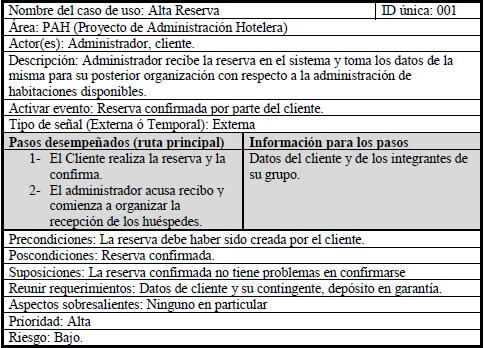 Nombre del caso de uso: Alta Reserva ID única: 001
Área: PAH (Proyecto de Administración Hotelera)
Actor(es): Administrador, cliente.
Descripción: Administrador recibe la reserva en el sistema y toma los datos de la
misma para su posterior organización con respecto a la administración de
habitaciones disponibles.
Activar evento: Reserva confirmada por parte del cliente.
Tipo de señal (Externa ó Temporal): Externa
Pasos desempeñados (ruta principal) Información para los pasos
1- El Cliente realiza la reserva y la
confirma.
2- El administrador acusa recibo y
comienza a organizar la
recepción de los huéspedes.
Datos del cliente y de los integrantes de
su grupo.
Precondiciones: La reserva debe haber sido creada por el cliente.
Poscondiciones: Reserva confirmada.
Suposiciones: La reserva confirmada no tiene problemas en confirmarse
Reunir requerimientos: Datos de cliente y su contingente, depósito en garantía.
Aspectos sobresalientes: Ninguno en particular
Prioridad: Alta
Riesgo: Bajo.